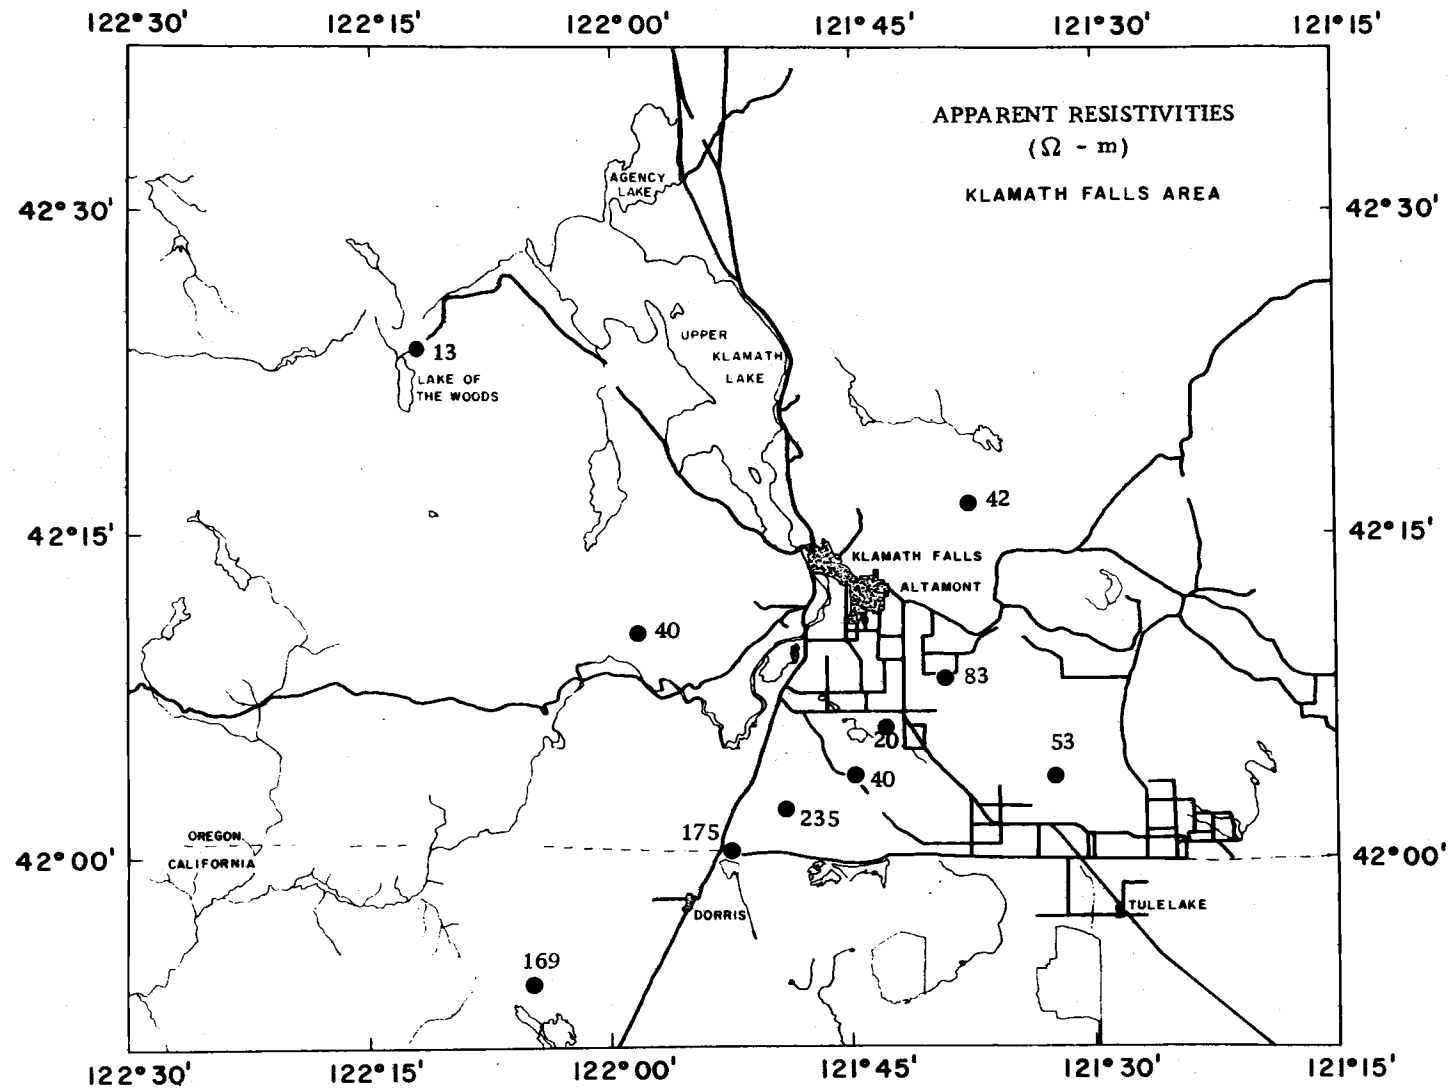 122°30' 122°15' 122°00' 121°45' 121°30' 121°15'
APPARENT RESISTIVITIES
(Ω - m)
KLAMATH FALLS AREA
AGENCY
LAKE
42°30' 42°30'
UPPER
KLAMATH
LAKE
13
LAKE OF
THE WOODS
42
42°15' 42°15'
KLAMATH FALLS
ALTAMONT
40
83
20
53
40
235
175
OREGON
CALIFORNIA
42°00' 42°00'
DORRIS
TULELAKE
169
122°30' 122°15' 122°00' 121°45' 121°30' 121°15'